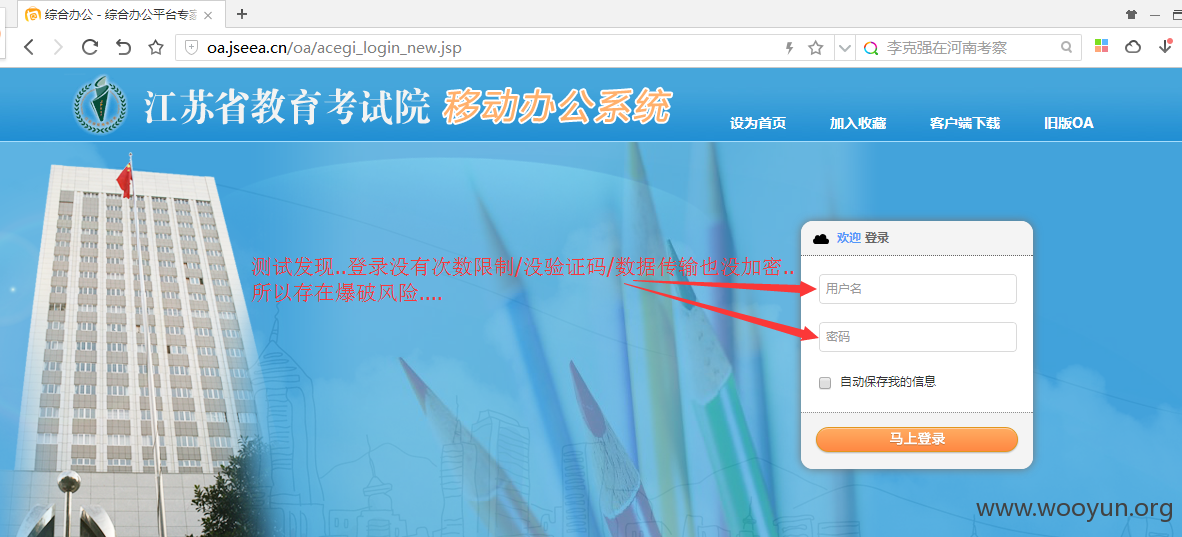 综合办公 - 综合办公平台专家
oa.jseea.cn/oa/acegi_login_new.jsp
李克强在河南考察
江苏省教育考试院 移动办公系统
设为首页 加入收藏 客户端下载 旧版OA
欢迎 登录
测试发现..登录没有次数限制/没验证码/数据传输也没加密..
所以存在爆破风险....
用户名
密码
自动保存我的信息
马上登录
www.wooyun.org